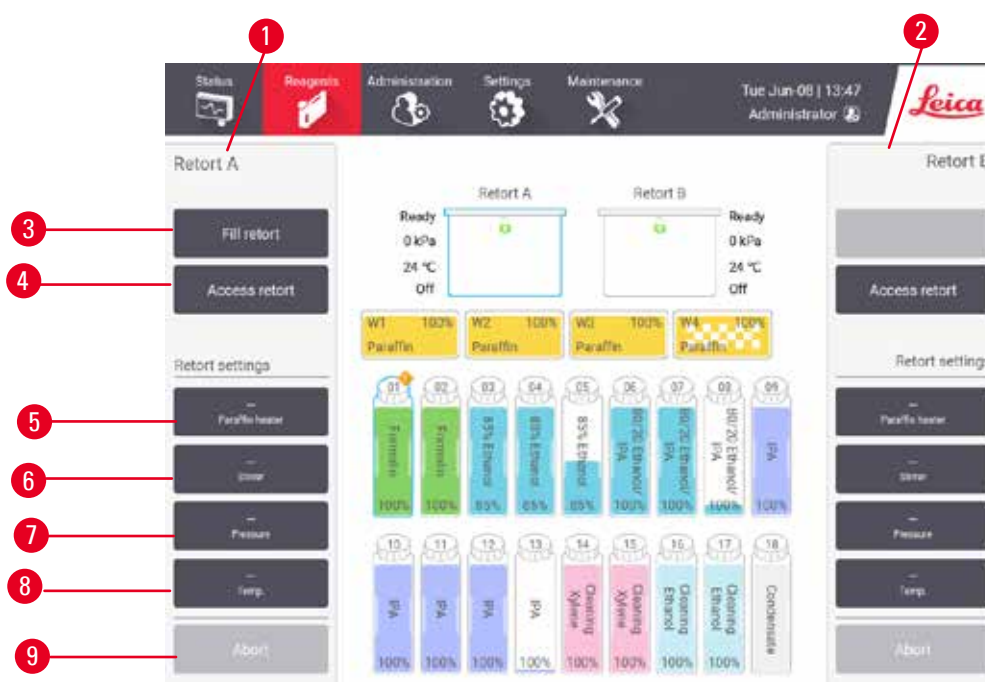 1
2
Status
Reagents
Administration
Settings
Maintenance
Tue Jun-08 | 13:47
Administrator
Leica
Retort A
Retort B
3
Fill retort
4
Access retort
Retort settings
5
--
Paraffin heater
6
--
Stirrer
7
--
Pressure
8
--
Temp.
9
Abort
Retort A
Retort B
Ready
0 kPa
24 °C
Off
Ready
0 kPa
24 °C
Off
W1 100%
Paraffin
W2 100%
Paraffin
W3 100%
Paraffin
W4 100%
Paraffin
01
Formalin
100%
02
Formalin
100%
03
85% Ethanol
85%
04
85% Ethanol
85%
05
85% Ethanol
85%
06
80/20 Ethanol/
IPA
100%
07
80/20 Ethanol/
IPA
100%
08
80/20 Ethanol/
IPA
100%
09
IPA
100%
10
IPA
100%
11
IPA
100%
12
IPA
100%
13
IPA
100%
14
Cleaning
Xylene
100%
15
Cleaning
Xylene
100%
16
Cleaning
Ethanol
100%
17
Cleaning
Ethanol
100%
18
Condensate
Access retort
Retort settings
--
Paraffin heater
--
Stirrer
--
Pressure
--
Temp.
Abort